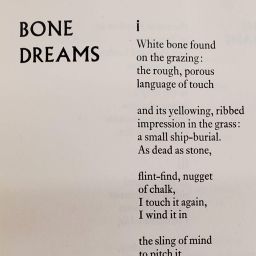 BONE
DREAMS
i
White bone found
on the grazing:
the rough, porous
language of touch
and its yellowing, ribbed
impression in the grass:
a small ship-burial.
As dead as stone,
flint-find, nugget
of chalk,
I touch it again,
I wind it in
the sling of mind
to pitch it